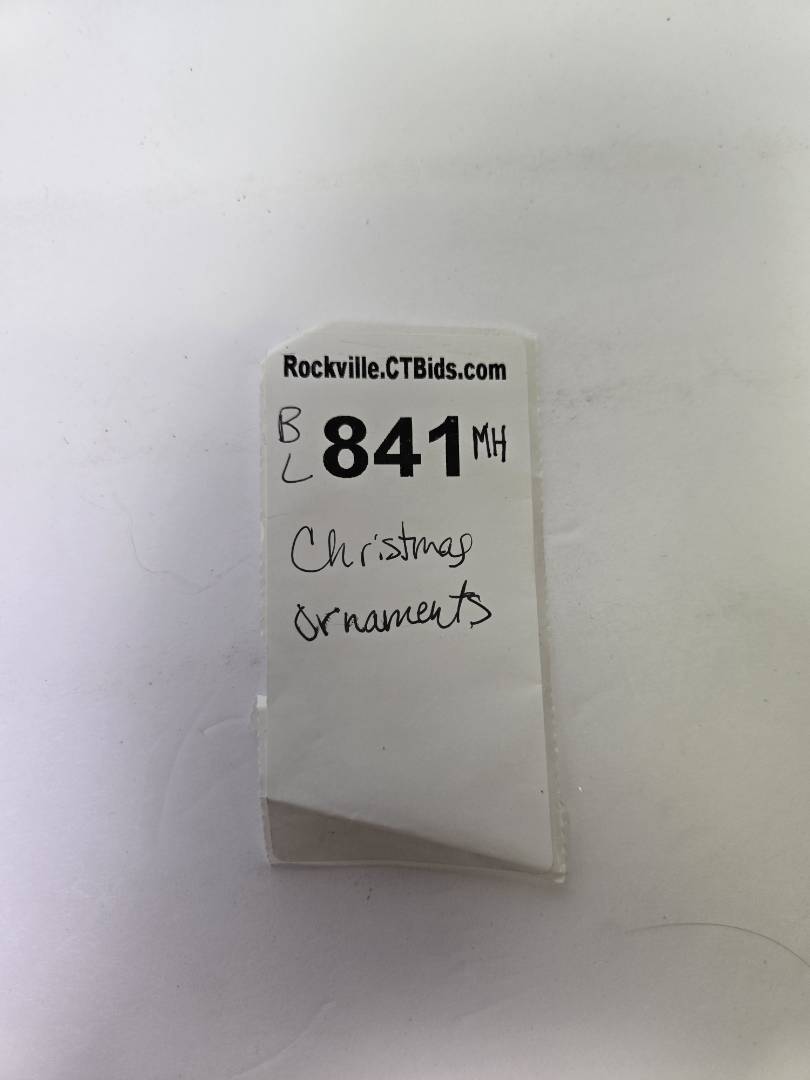 Rockville.CTBids.com
B L 841 MH
Christmas
ornaments